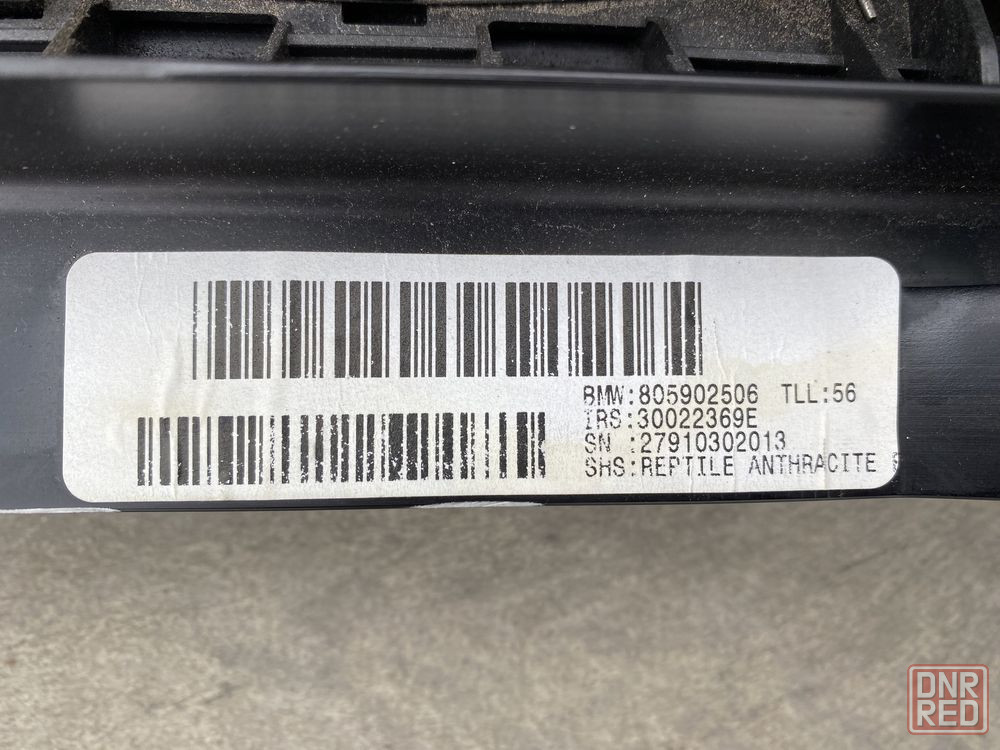 BMW:805902506 TLL:56
IRS:30022369E
SN :27910302013
SHS:REPTILE ANTHRACITE
DNR
RED